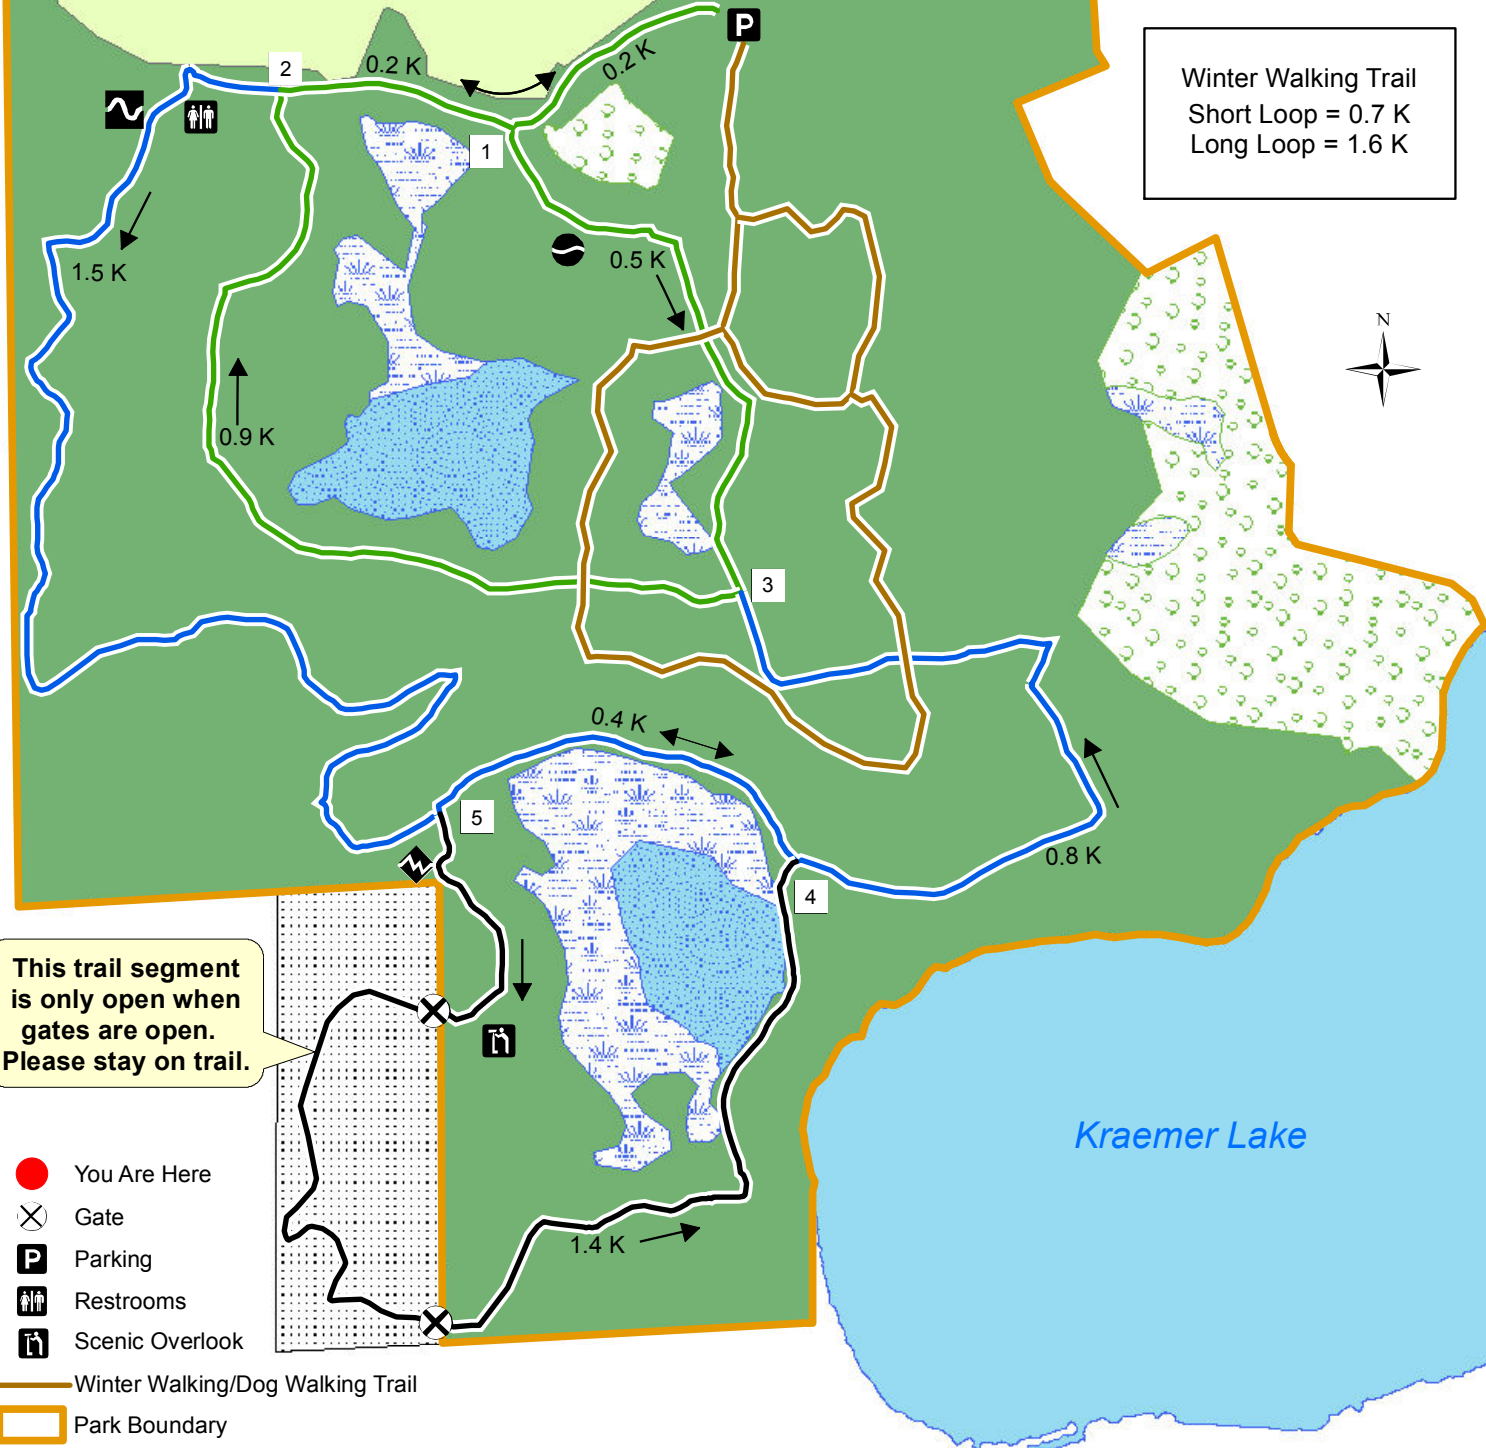 P
Winter Walking Trail
Short Loop = 0.7 K
Long Loop = 1.6 K
2
0.2 K
0.2 K
1
1.5 K
0.5 K
N
0.9 K
3
0.4 K
5
0.8 K
4
This trail segment
is only open when
gates are open.
Please stay on trail.
Kraemer Lake
1.4 K
You Are Here
Gate
P
Parking
Restrooms
Scenic Overlook
Winter Walking/Dog Walking Trail
Park Boundary